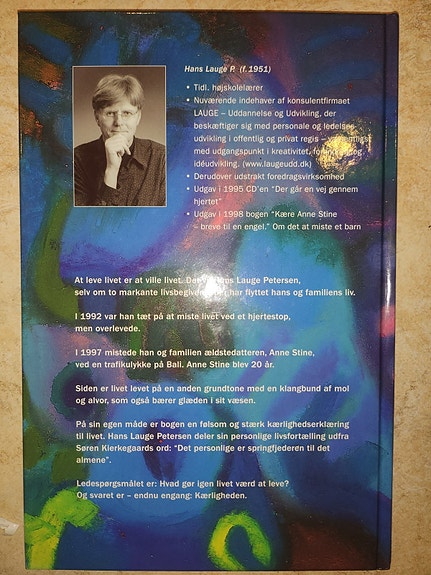 Hans Lauge P. (f. 1951)
• Tidl. højskolelærer
• Nuværende indehaver af konsulentfirmaet
LAUGE – Uddannelse og Udvikling, der
beskæftiger sig med personale og ledelses-
udvikling i offentlig og privat regis
med udgangspunkt i kreativitet, og
idéudvikling. (www.laugeudd.dk)
• Derudover udstrakt foredragsvirksomhed
• Udgav i 1995 CD'en "Der går en vej gennem
hjertet"
• Udgav i 1998 bogen "Kære Anne Stine
– breve til en engel." Om det at miste et barn
At leve livet er at ville livet. Lauge Petersen,
selv om to markante livsbegiven har flyttet hans og familiens liv.
I 1992 var han tæt på at miste livet ved et hjertestop,
men overlevede.
I 1997 mistede han og familien ældstedatteren, Anne Stine,
ved en trafikulykke på Bali. Anne Stine blev 20 år.
Siden er livet levet på en anden grundtone med en klangbund af mol
og alvor, som også bærer glæden i sit væsen.
På sin egen måde er bogen en følsom og stærk kærlighedserklæring
til livet. Hans Lauge Petersen deler sin personlige livsfortælling udfra
Søren Kierkegaards ord: "Det personlige er springfjederen til det
almene".
Ledespørgsmålet er: Hvad gør igen livet værd at leve?
Og svaret er – endnu engang: Kærligheden.